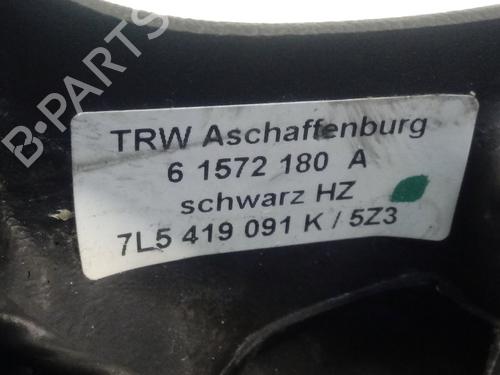 B-PARTS
TRW Aschaffenburg
6 1572 180 A
schwarz HZ
7L5 419 091 K / 5Z3